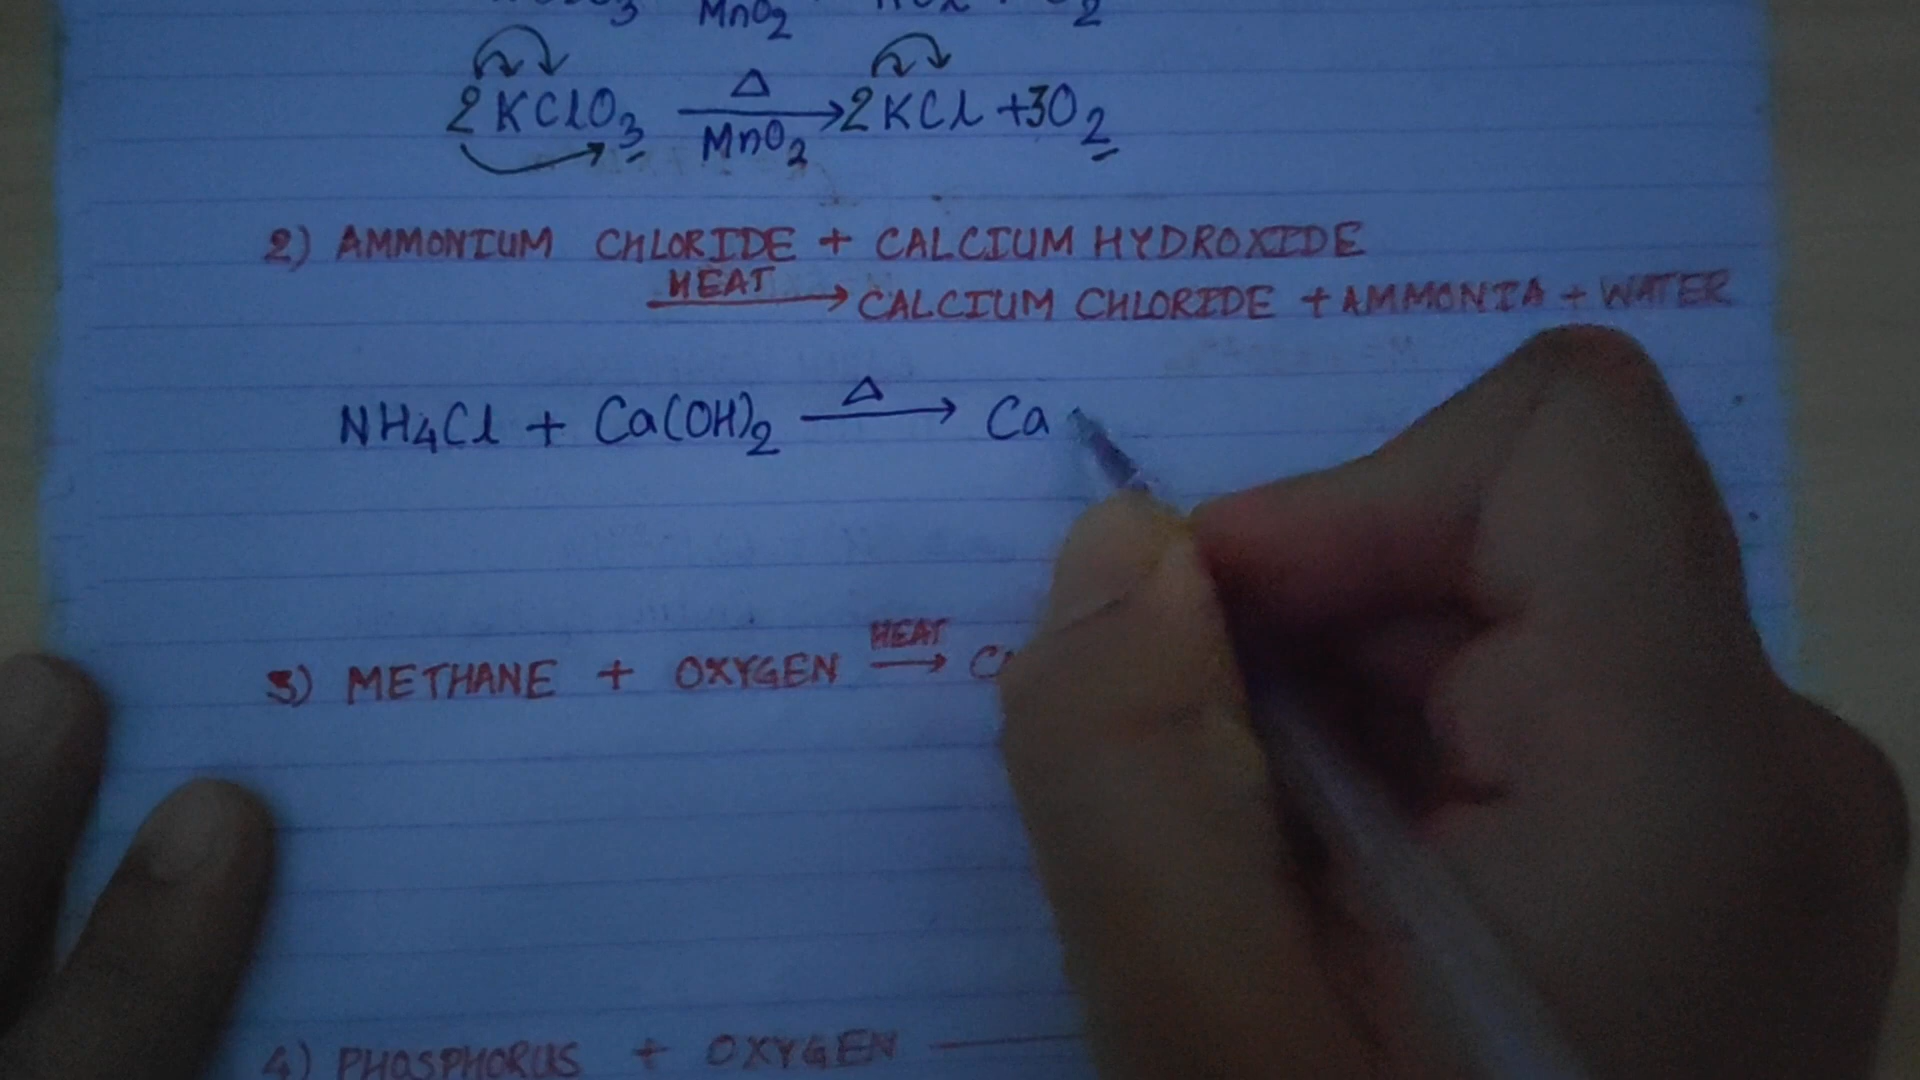 MnO₂
2KClO₃ Δ MnO₂ → 2KCl + 3O₂
2) AMMONIUM CHLORIDE + CALCIUM HYDROXIDE
HEAT → CALCIUM CHLORIDE + AMMONIA + WATER
NH₄Cl + Ca(OH)₂ Δ → Ca
3) METHANE + OXYGEN HEAT →
4) PHOSPHORUS + OXYGEN